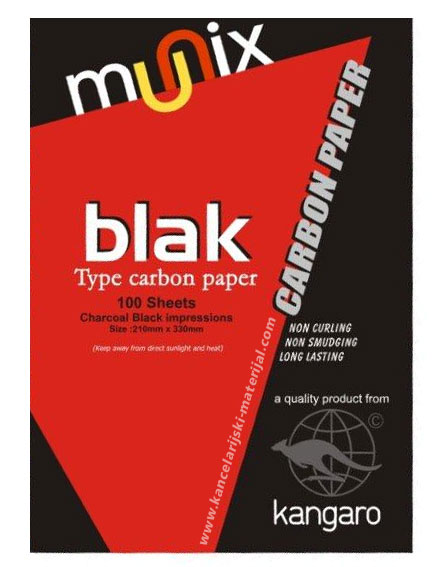 munix
CARBON PAPER
blak
Type carbon paper
100 Sheets
Charcoal Black impressions
Size :210mm x 330mm
(Keep away from direct sunlight and heat)
NON CURLING
NON SMUDGING
LONG LASTING
www.kancelarijski-materijal.com
a quality product from
©
kangaro